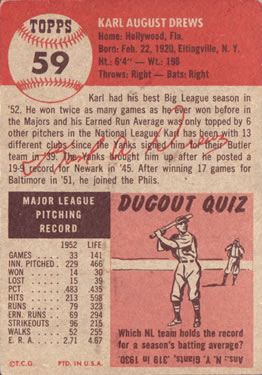 TOPPS
59
KARL AUGUST DREWS
Home: Hollywood, Fla.
Born: Feb. 22, 1920, Eltingville, N. Y.
Ht.: 6'4" — Wt.: 198
Throws: Right — Bats: Right
Karl had his best Big League season in
'52. He won twice as many games as he ever won before in the Majors and his Earned Run Average was only topped by
6 other pitchers in the National League. Karl has been with 13
different clubs since the Yanks signed him with their Butler
team in '39. Yanks brought him up after he posted a
19-9 record for Newark in '45. After winning 17 games for
Baltimore in '51, he joined the Phils.
MAJOR LEAGUE
PITCHING
RECORD
1952 LIFE
GAMES 33 141
INN. PITCHED 229 466
WON 14 30
LOST 15 39
PCT. .483 .435
HITS 213 598
RUNS 79 323
ERN. RUNS 69 294
STRIKEOUTS 96 215
WALKS 52 255
E. R. A. 2.71 4.67
©T.C.G. PTD. IN U.S.A.
DUGOUT QUIZ
Which NL team holds the record
for a season's batting average?
Ans.: N. Y. Giants, .319 in 1930.